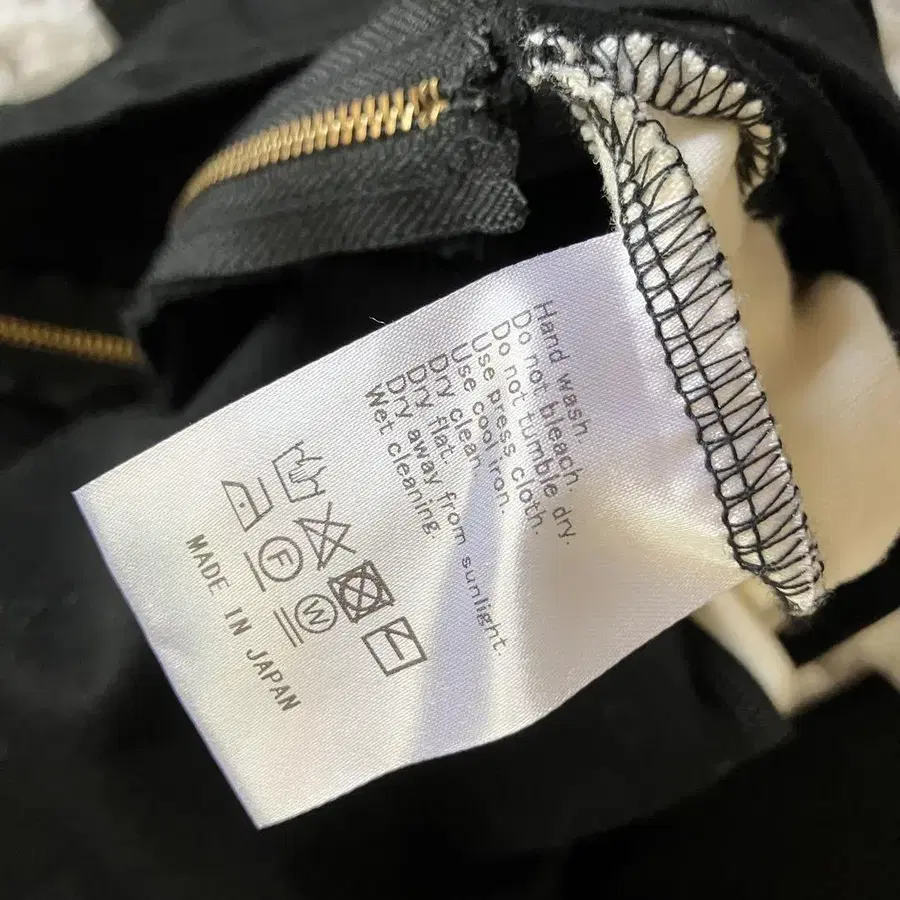 Hand wash.
Do not bleach.
Do not tumble dry.
Use press cloth.
Use cool iron.
Dry clean
Dry flat.
Dry away from sunlight.
Wet cleaning.
F
W
MADE IN JAPAN